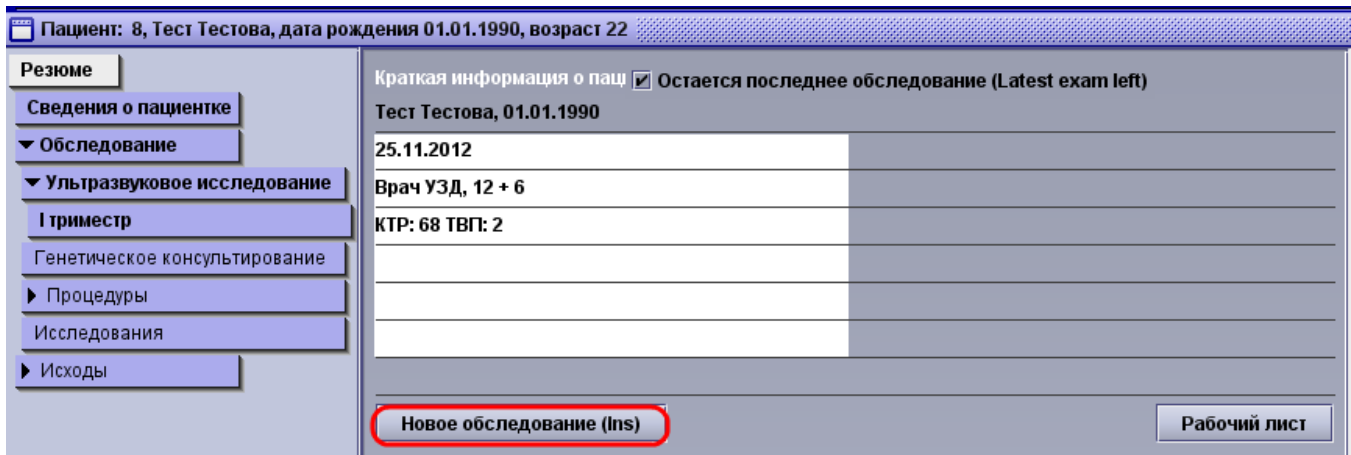 Пациент: 8, Тест Тестова, дата рождения 01.01.1990, возраст 22
Резюме
Сведения о пациентке
Обследование
Ультразвуковое исследование
I триместр
Генетическое консультирование
Процедуры
Исследования
Исходы
Краткая информация о пац
Остается последнее обследование (Latest exam left)
Тест Тестова, 01.01.1990
25.11.2012
Врач УЗД, 12 + 6
КТР: 68 ТВП: 2
Новое обследование (Ins)
Рабочий лист